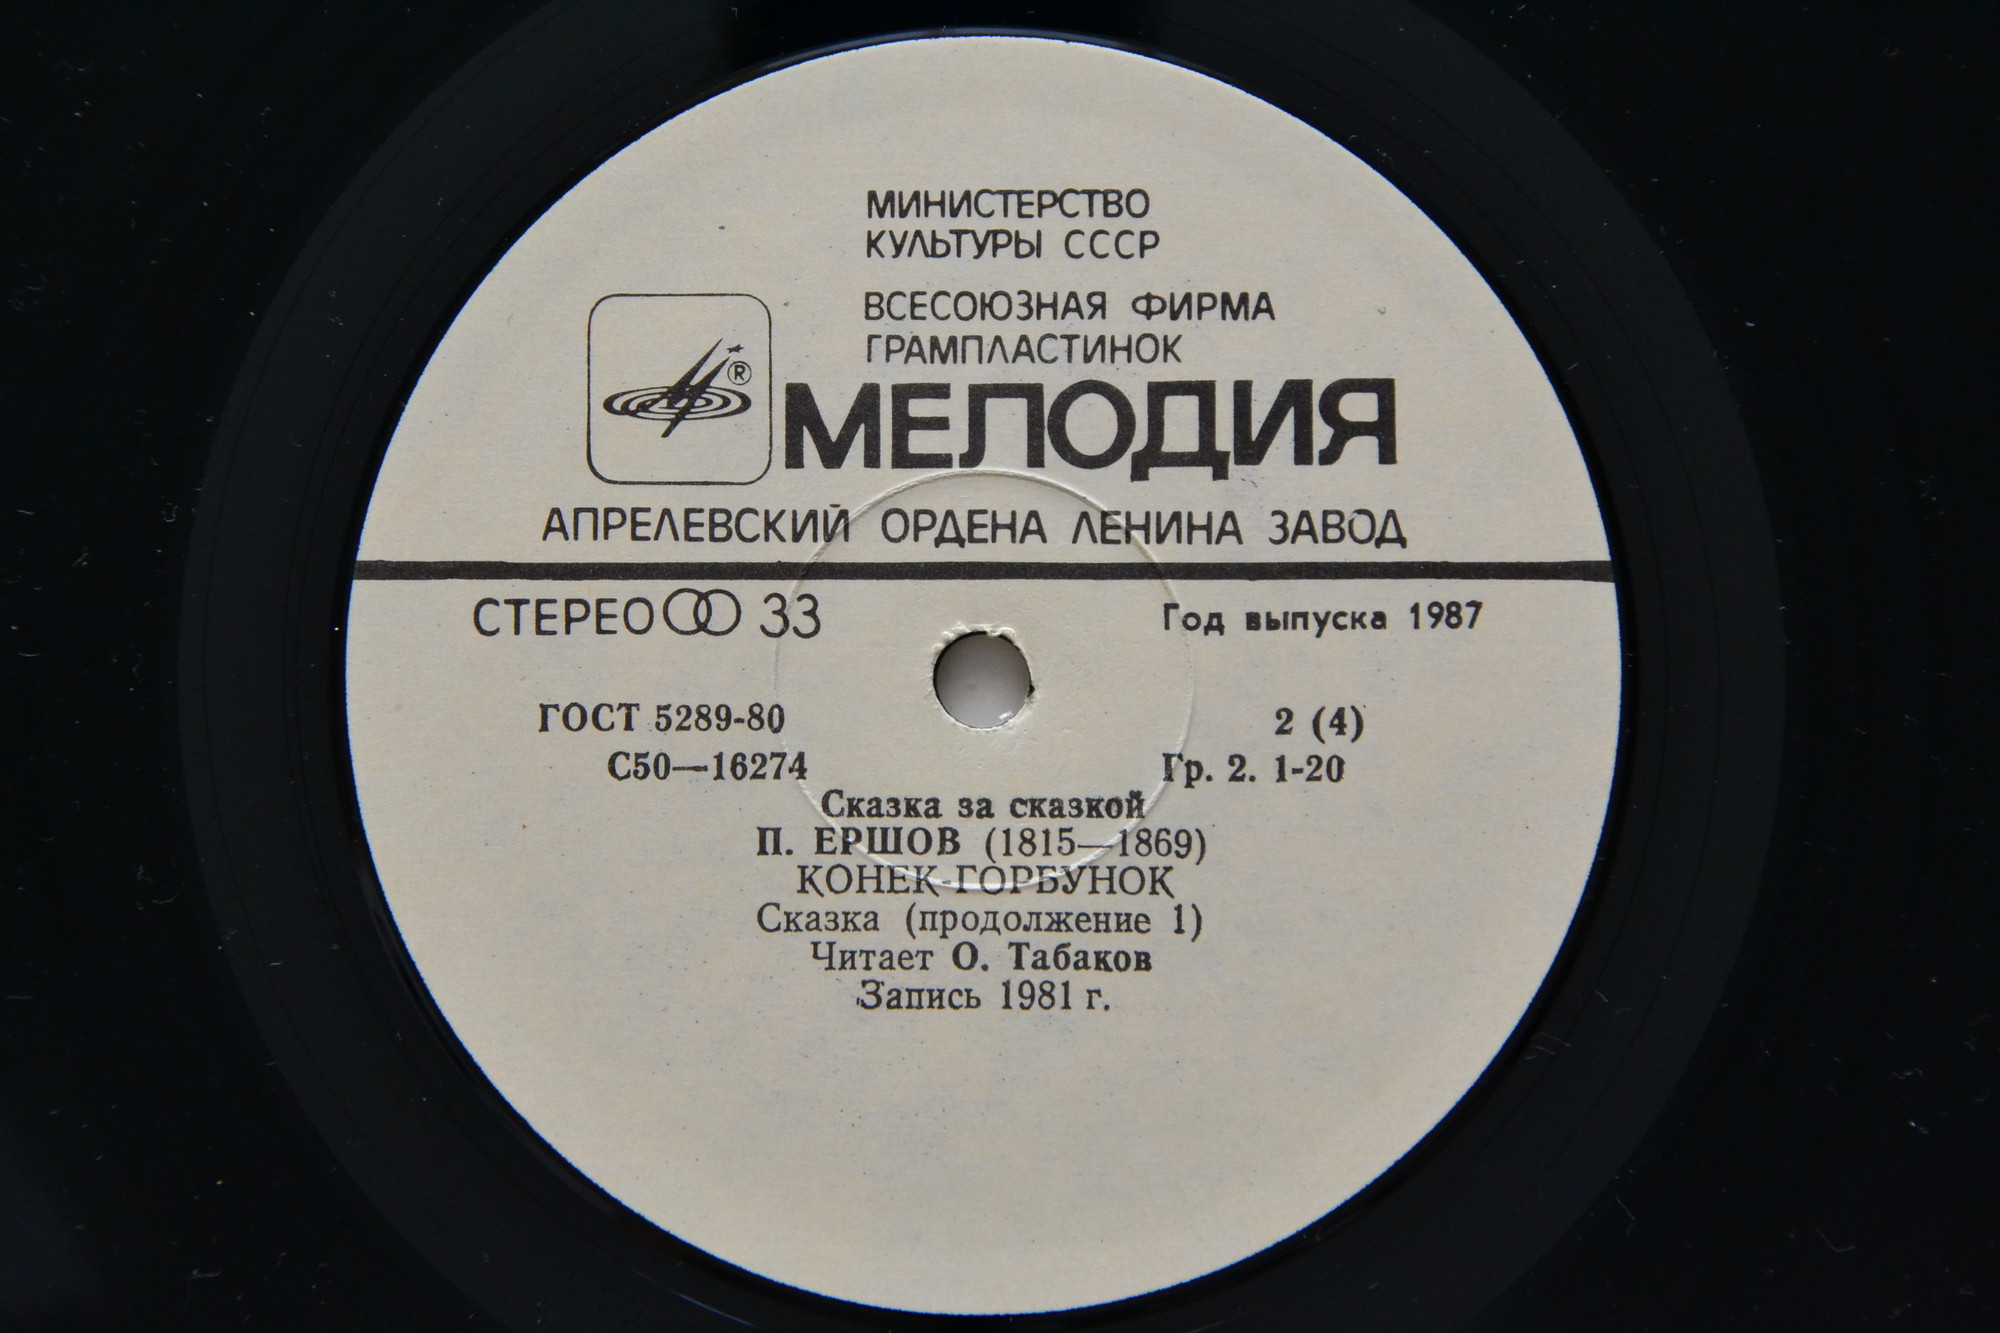 МИНИСТЕРСТВО
КУЛЬТУРЫ СССР
ВСЕСОЮЗНАЯ ФИРМА
ГРАМПЛАСТИНОК
®
МЕЛОДИЯ
АПРЕЛЕВСКИЙ ОРДЕНА ЛЕНИНА ЗАВОД
СТЕРЕО 33
Год выпуска 1987
ГОСТ 5289-80
2 (4)
С50—16274
Гр. 2. 1-20
Сказка за сказкой
П. ЕРШОВ (1815—1869)
КОНЕК-ГОРБУНОК
Сказка (продолжение 1)
Читает О. Табаков
Запись 1981 г.